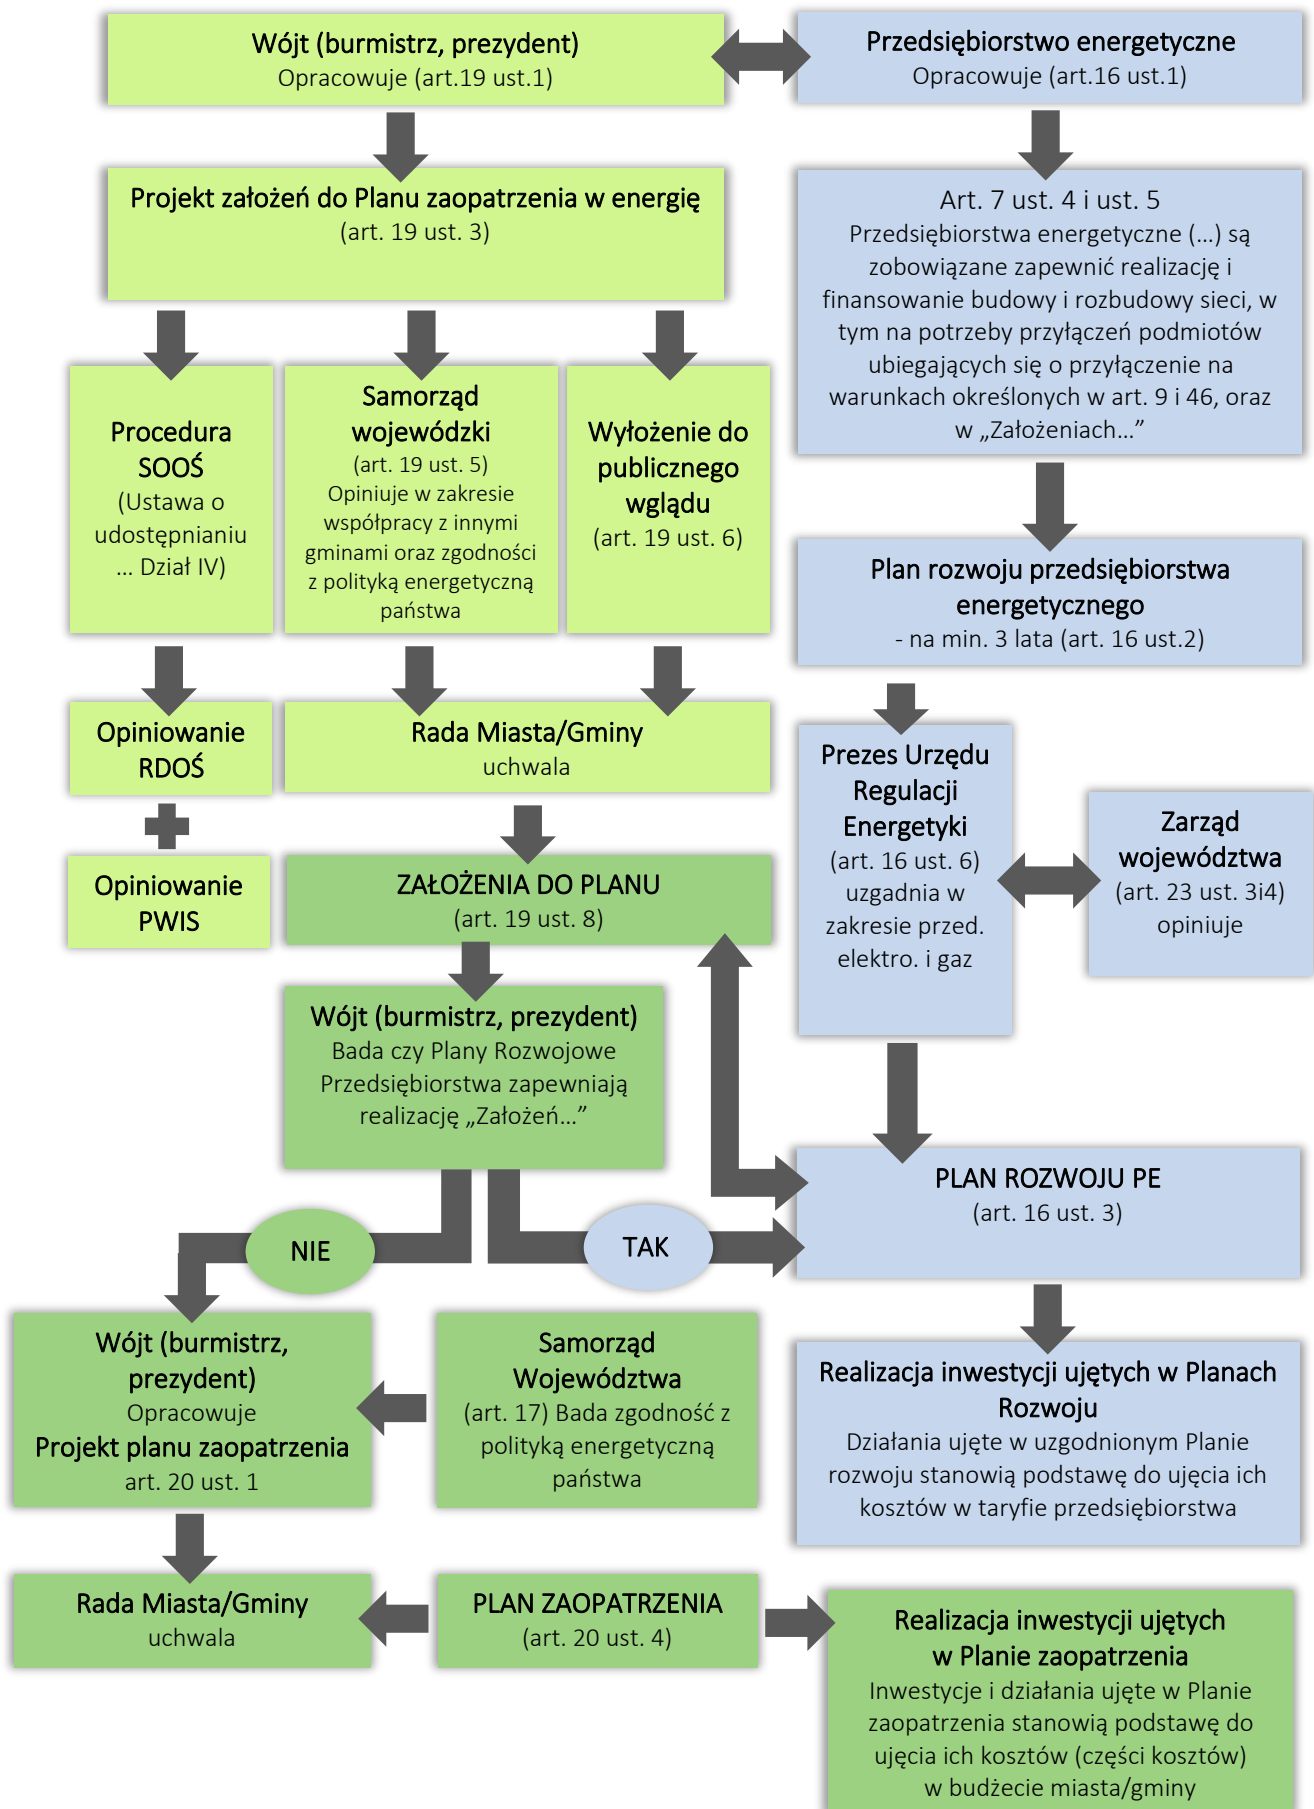 Wójt (burmistrz, prezydent)
Opracowuje (art.19 ust.1)
Przedsiębiorstwo energetyczne
Opracowuje (art.16 ust.1)
Projekt założeń do Planu zaopatrzenia w energię
(art. 19 ust. 3)
Art. 7 ust. 4 i ust. 5
Przedsiębiorstwa energetyczne (...) są
zobowiązane zapewnić realizację i
finansowanie budowy i rozbudowy sieci, w
tym na potrzeby przyłączeń podmiotów
ubiegających się o przyłączenie na
warunkach określonych w art. 9 i 46, oraz
w „Założeniach...”
Procedura
SOOŚ
(Ustawa o
udostępnianiu
... Dział IV)
Samorząd
wojewódzki
(art. 19 ust. 5)
Opiniuje w zakresie
współpracy z innymi
gminami oraz zgodności
z polityką energetyczną
państwa
Wyłożenie do
publicznego
wglądu
(art. 19 ust. 6)
Plan rozwoju przedsiębiorstwa
energetycznego
- na min. 3 lata (art. 16 ust.2)
Opiniowanie
RDOŚ
Rada Miasta/Gminy
uchwala
Prezes Urzędu
Regulacji
Energetyki
(art. 16 ust. 6)
uzgadnia w
zakresie przed.
elektro. i gaz
Zarząd
województwa
(art. 23 ust. 3i4)
opiniuje
Opiniowanie
PWIS
ZAŁOŻENIA DO PLANU
(art. 19 ust. 8)
Wójt (burmistrz, prezydent)
Bada czy Plany Rozwojowe
Przedsiębiorstwa zapewniają
realizację „Założeń...”
PLAN ROZWOJU PE
(art. 16 ust. 3)
NIE
TAK
Wójt (burmistrz,
prezydent)
Opracowuje
Projekt planu zaopatrzenia
art. 20 ust. 1
Samorząd
Województwa
(art. 17) Bada zgodność z
polityką energetyczną
państwa
Realizacja inwestycji ujętych w Planach
Rozwoju
Działania ujęte w uzgodnionym Planie
rozwoju stanowią podstawę do ujęcia ich
kosztów w taryfie przedsiębiorstwa
Rada Miasta/Gminy
uchwala
PLAN ZAOPATRZENIA
(art. 20 ust. 4)
Realizacja inwestycji ujętych
w Planie zaopatrzenia
Inwestycje i działania ujęte w Planie
zaopatrzenia stanowią podstawę do
ujęcia ich kosztów (części kosztów)
w budżecie miasta/gminy